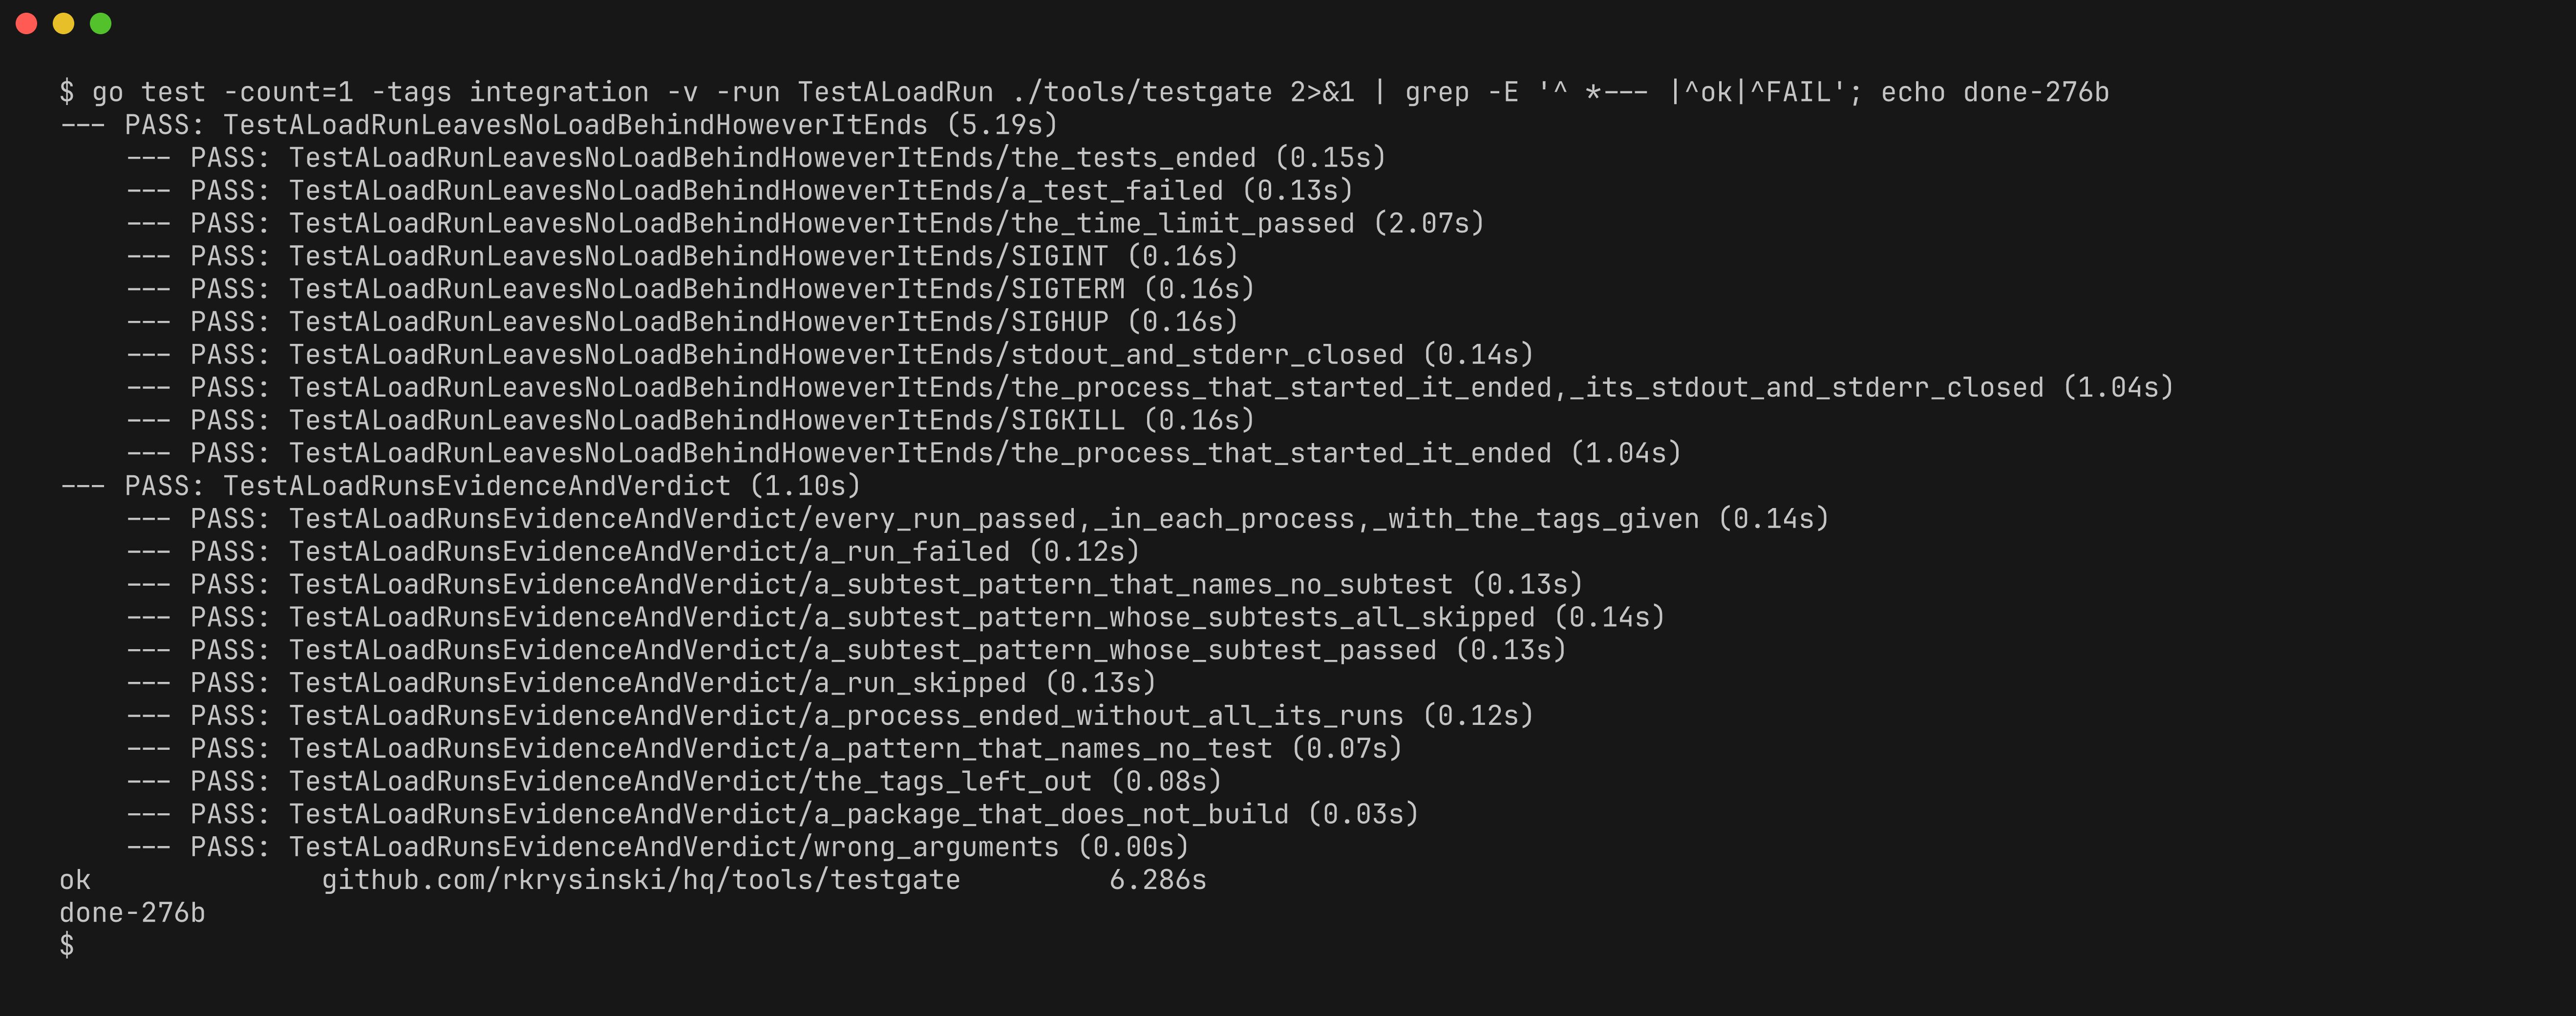 $ go test -count=1 -tags integration -v -run TestALoadRun ./tools/testgate 2>&1 | grep -E '^ *--- |^ok|^FAIL'; echo done-276b
--- PASS: TestALoadRunLeavesNoLoadBehindHoweverItEnds (5.19s)
    --- PASS: TestALoadRunLeavesNoLoadBehindHoweverItEnds/the_tests_ended (0.15s)
    --- PASS: TestALoadRunLeavesNoLoadBehindHoweverItEnds/a_test_failed (0.13s)
    --- PASS: TestALoadRunLeavesNoLoadBehindHoweverItEnds/the_time_limit_passed (2.07s)
    --- PASS: TestALoadRunLeavesNoLoadBehindHoweverItEnds/SIGINT (0.16s)
    --- PASS: TestALoadRunLeavesNoLoadBehindHoweverItEnds/SIGTERM (0.16s)
    --- PASS: TestALoadRunLeavesNoLoadBehindHoweverItEnds/SIGHUP (0.16s)
    --- PASS: TestALoadRunLeavesNoLoadBehindHoweverItEnds/stdout_and_stderr_closed (0.14s)
    --- PASS: TestALoadRunLeavesNoLoadBehindHoweverItEnds/the_process_that_started_it_ended,_its_stdout_and_stderr_closed (1.04s)
    --- PASS: TestALoadRunLeavesNoLoadBehindHoweverItEnds/SIGKILL (0.16s)
    --- PASS: TestALoadRunLeavesNoLoadBehindHoweverItEnds/the_process_that_started_it_ended (1.04s)
--- PASS: TestALoadRunsEvidenceAndVerdict (1.10s)
    --- PASS: TestALoadRunsEvidenceAndVerdict/every_run_passed,_in_each_process,_with_the_tags_given (0.14s)
    --- PASS: TestALoadRunsEvidenceAndVerdict/a_run_failed (0.12s)
    --- PASS: TestALoadRunsEvidenceAndVerdict/a_subtest_pattern_that_names_no_subtest (0.13s)
    --- PASS: TestALoadRunsEvidenceAndVerdict/a_subtest_pattern_whose_subtests_all_skipped (0.14s)
    --- PASS: TestALoadRunsEvidenceAndVerdict/a_subtest_pattern_whose_subtest_passed (0.13s)
    --- PASS: TestALoadRunsEvidenceAndVerdict/a_run_skipped (0.13s)
    --- PASS: TestALoadRunsEvidenceAndVerdict/a_process_ended_without_all_its_runs (0.12s)
    --- PASS: TestALoadRunsEvidenceAndVerdict/a_pattern_that_names_no_test (0.07s)
    --- PASS: TestALoadRunsEvidenceAndVerdict/the_tags_left_out (0.08s)
    --- PASS: TestALoadRunsEvidenceAndVerdict/a_package_that_does_not_build (0.03s)
    --- PASS: TestALoadRunsEvidenceAndVerdict/wrong_arguments (0.00s)
ok              github.com/rkrysinski/hq/tools/testgate         6.286s
done-276b
$